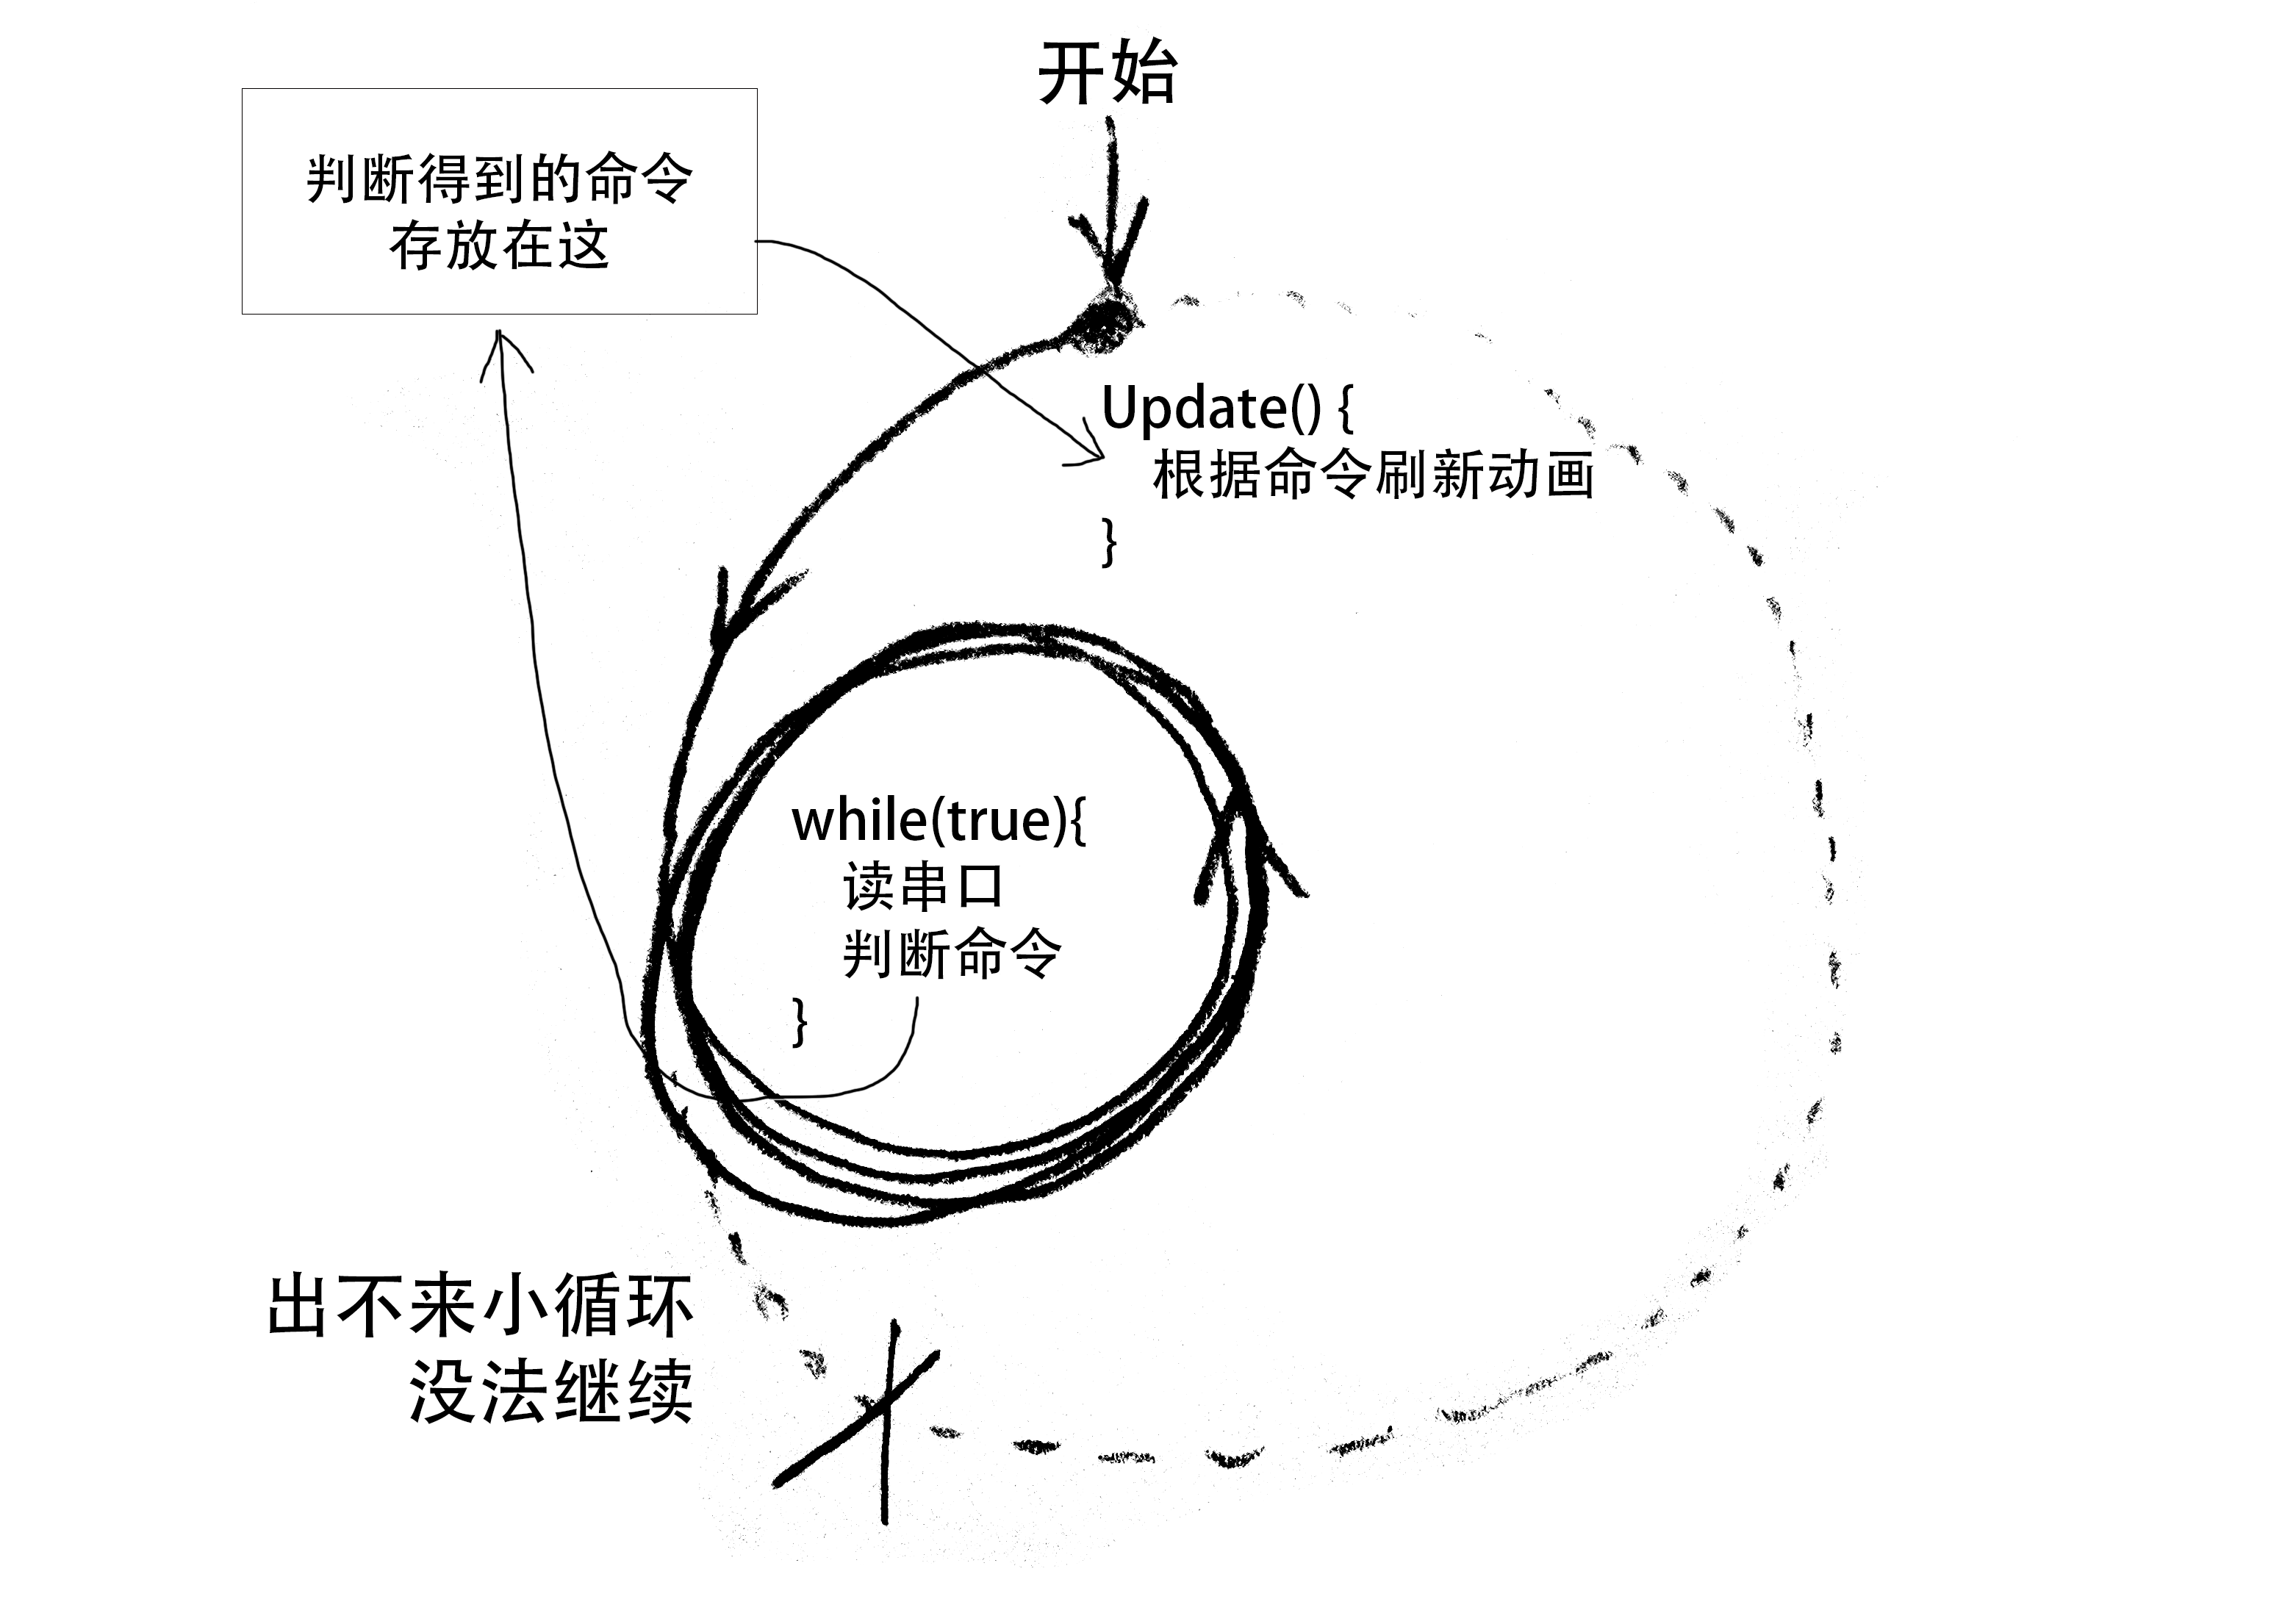 开始
判断得到的命令
存放在这
Update() {
根据命令刷新动画
}
while(true){
读串口
判断命令
}
出不来小循环
没法继续